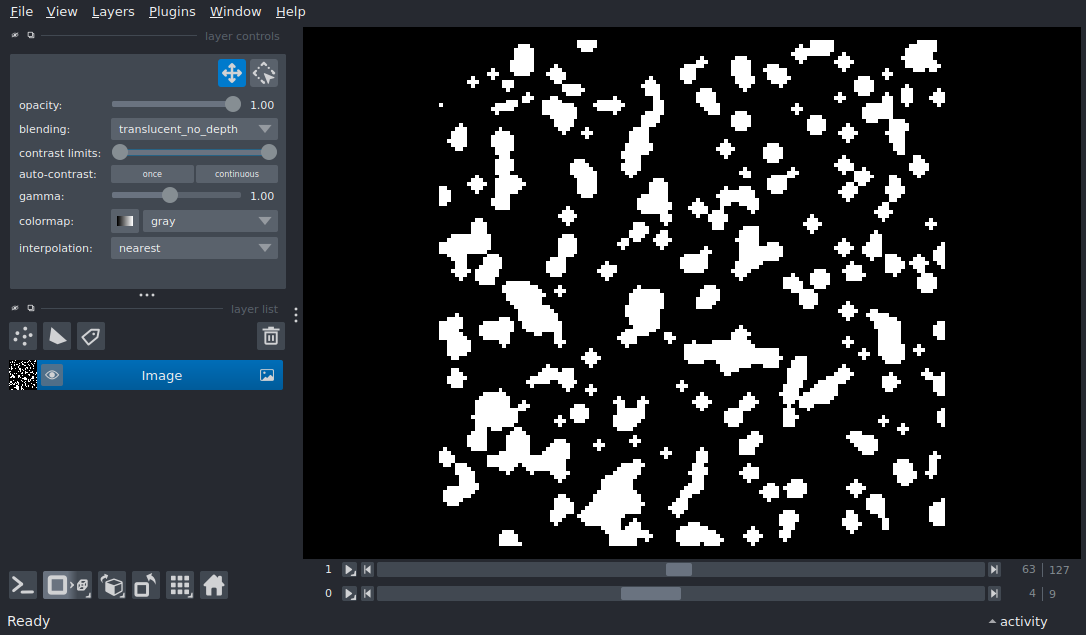 File View Layers Plugins Window Help
layer controls
opacity: 1.00
blending: translucent_no_depth
contrast limits:
auto-contrast: once continuous
gamma: 1.00
colormap: gray
interpolation: nearest
layer list
Image
1 63 127
0 4 9
Ready activity